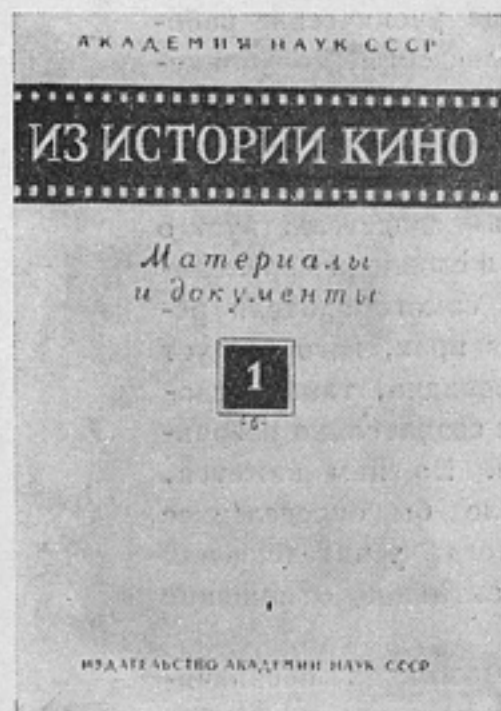 АКАДЕМИЯ НАУК СССР
ИЗ ИСТОРИИ КИНО
Материалы
и документы
1
ИЗДАТЕЛЬСТВО АКАДЕМИИ НАУК СССР